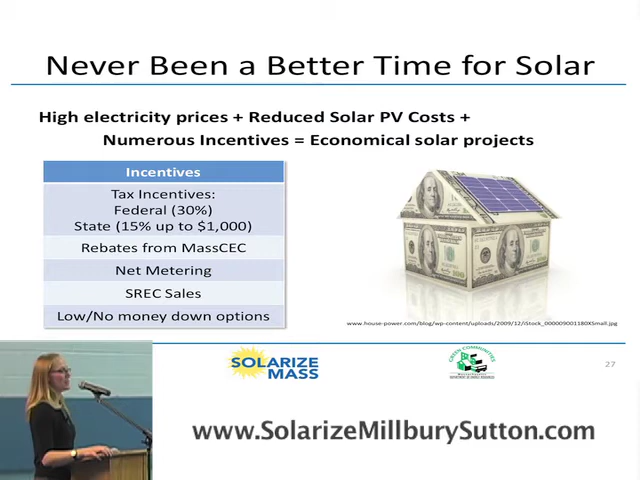 Never Been a Better Time for Solar
High electricity prices + Reduced Solar PV Costs +
Numerous Incentives = Economical solar projects
Incentives
Tax Incentives:
Federal (30%)
State (15% up to $1,000)
Rebates from MassCEC
Net Metering
SREC Sales
Low/No money down options
www.house-power.com/blog/wp-content/uploads/2009/12/iStock_000009001180XSmall.jpg
SOLARIZE
MASS
GREEN COMMUNITIES
27
www.SolarizeMillburySutton.com